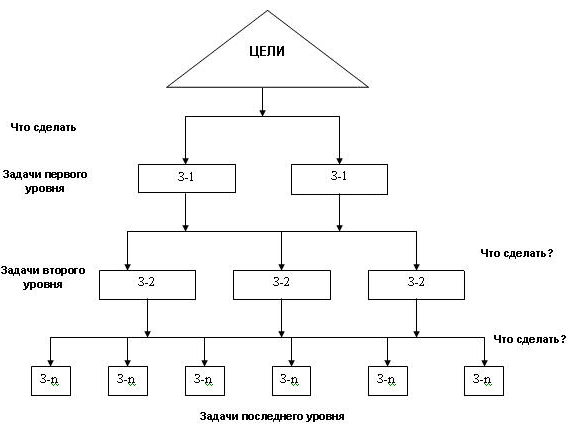 ЦЕЛИ
Что сделать
Задачи первого
уровня
З-1
З-1
Что сделать?
Задачи второго
уровня
З-2
З-2
З-2
Что сделать?
З-n
З-n
З-n
З-n
З-n
З-n
Задачи последнего уровня